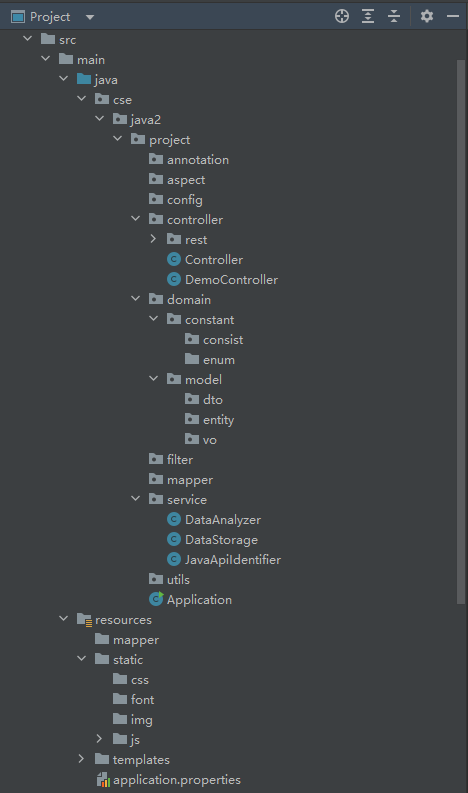 Project
src
main
java
cse
java2
project
annotation
aspect
config
controller
rest
Controller
DemoController
domain
constant
consist
enum
model
dto
entity
vo
filter
mapper
service
DataAnalyzer
DataStorage
JavaApiIdentifier
utils
Application
resources
mapper
static
css
font
img
js
templates
application.properties